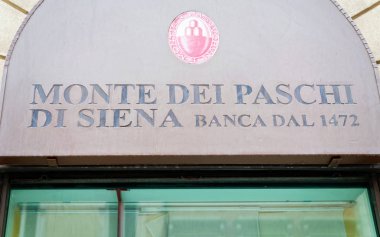 MONTE DEI PASCHI
DI SIENA BANCA DAL 1472